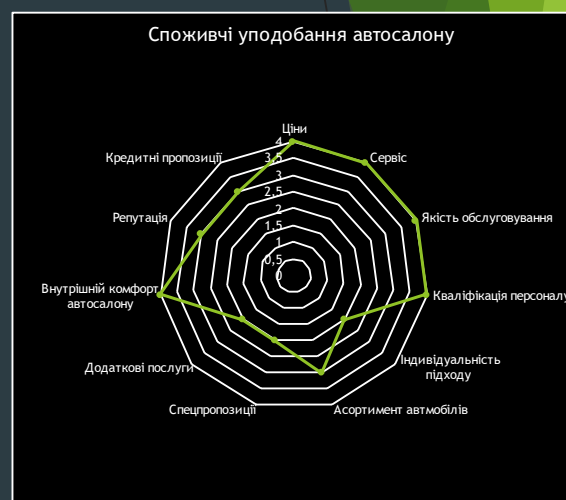 Споживчі уподобання автосалону
Ціни
Сервіс
Якість обслуговування
Кваліфікація персоналу
Індивідуальність
підходу
Асортимент автмобілів
Спецпропозиції
Додаткові послуги
Внутрішній комфорт
автосалону
Репутація
Кредитні пропозиції
4
3,5
3
2,5
2
1,5
1
0,5
0